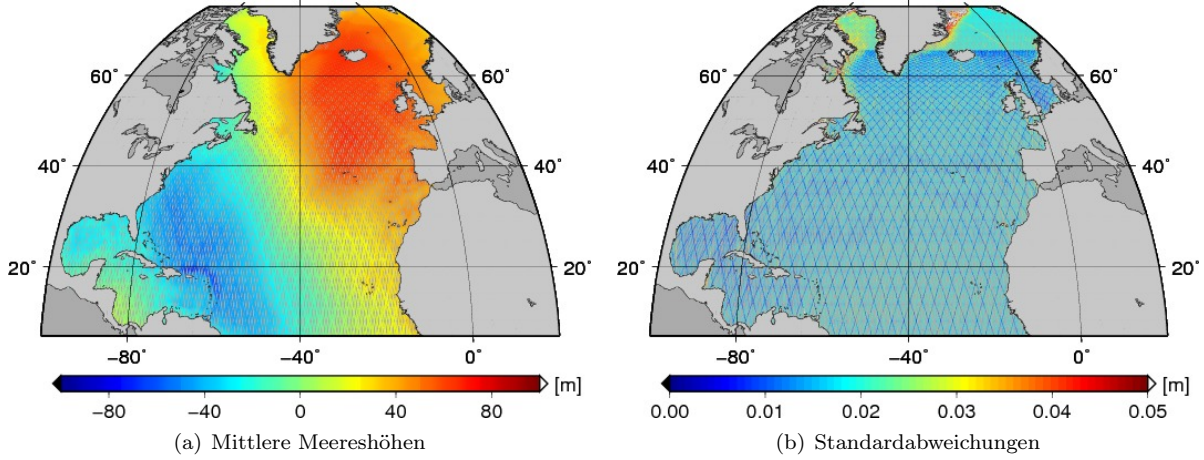 60° 60°
40° 40°
20° 20°
−80° −40° 0°
[m]
−80 −40 0 40 80
(a) Mittlere Meereshöhen
60° 60°
40° 40°
20° 20°
−80° −40° 0°
[m]
0.00 0.01 0.02 0.03 0.04 0.05
(b) Standardabweichungen